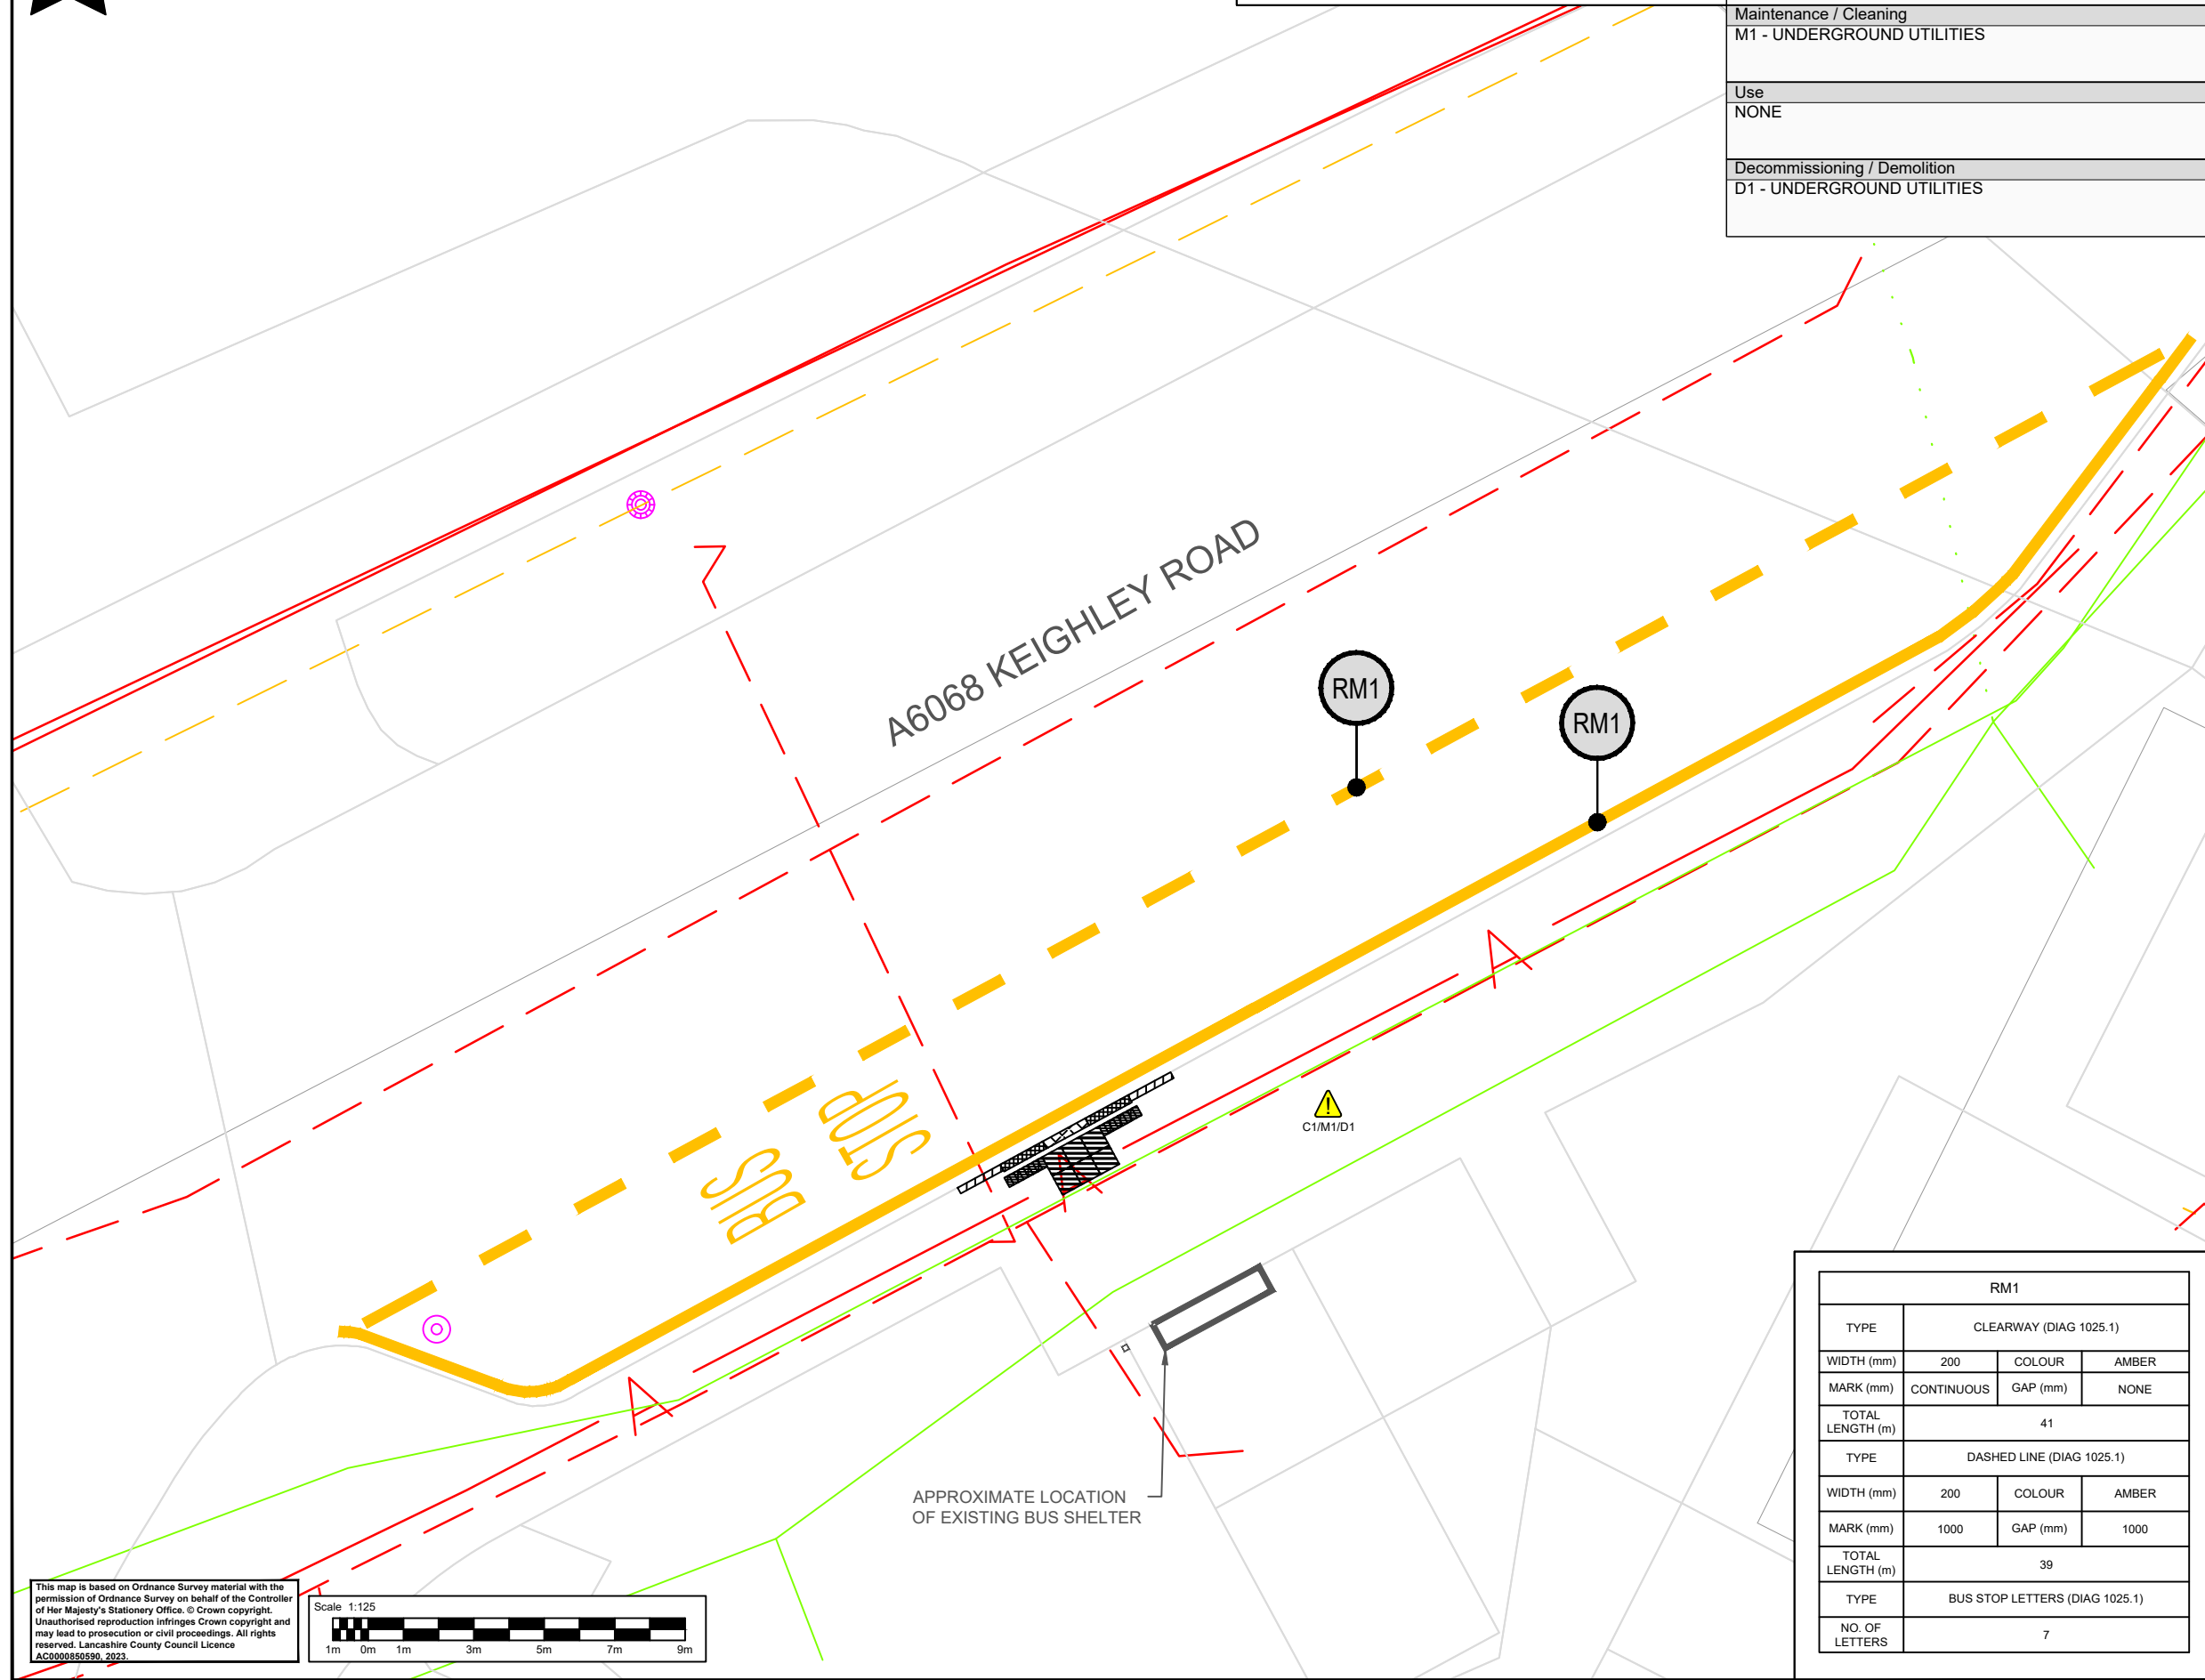 Maintenance / Cleaning
M1 - UNDERGROUND UTILITIES
Use
NONE
Decommissioning / Demolition
D1 - UNDERGROUND UTILITIES
A6068 KEIGHLEY ROAD
RM1
RM1
BUS
STOP
C1/M1/D1
APPROXIMATE LOCATION
OF EXISTING BUS SHELTER
This map is based on Ordnance Survey material with the
permission of Ordnance Survey on behalf of the Controller
of Her Majesty's Stationery Office. © Crown copyright.
Unauthorised reproduction infringes Crown copyright and
may lead to prosecution or civil proceedings. All rights
reserved. Lancashire County Council Licence
AC0000850590, 2023.
Scale 1:125
1m 0m 1m 3m 5m 7m 9m
RM1
TYPE CLEARWAY (DIAG 1025.1)
WIDTH (mm) 200 COLOUR AMBER
MARK (mm) CONTINUOUS GAP (mm) NONE
TOTAL
LENGTH (m) 41
TYPE DASHED LINE (DIAG 1025.1)
WIDTH (mm) 200 COLOUR AMBER
MARK (mm) 1000 GAP (mm) 1000
TOTAL
LENGTH (m) 39
TYPE BUS STOP LETTERS (DIAG 1025.1)
NO. OF
LETTERS 7